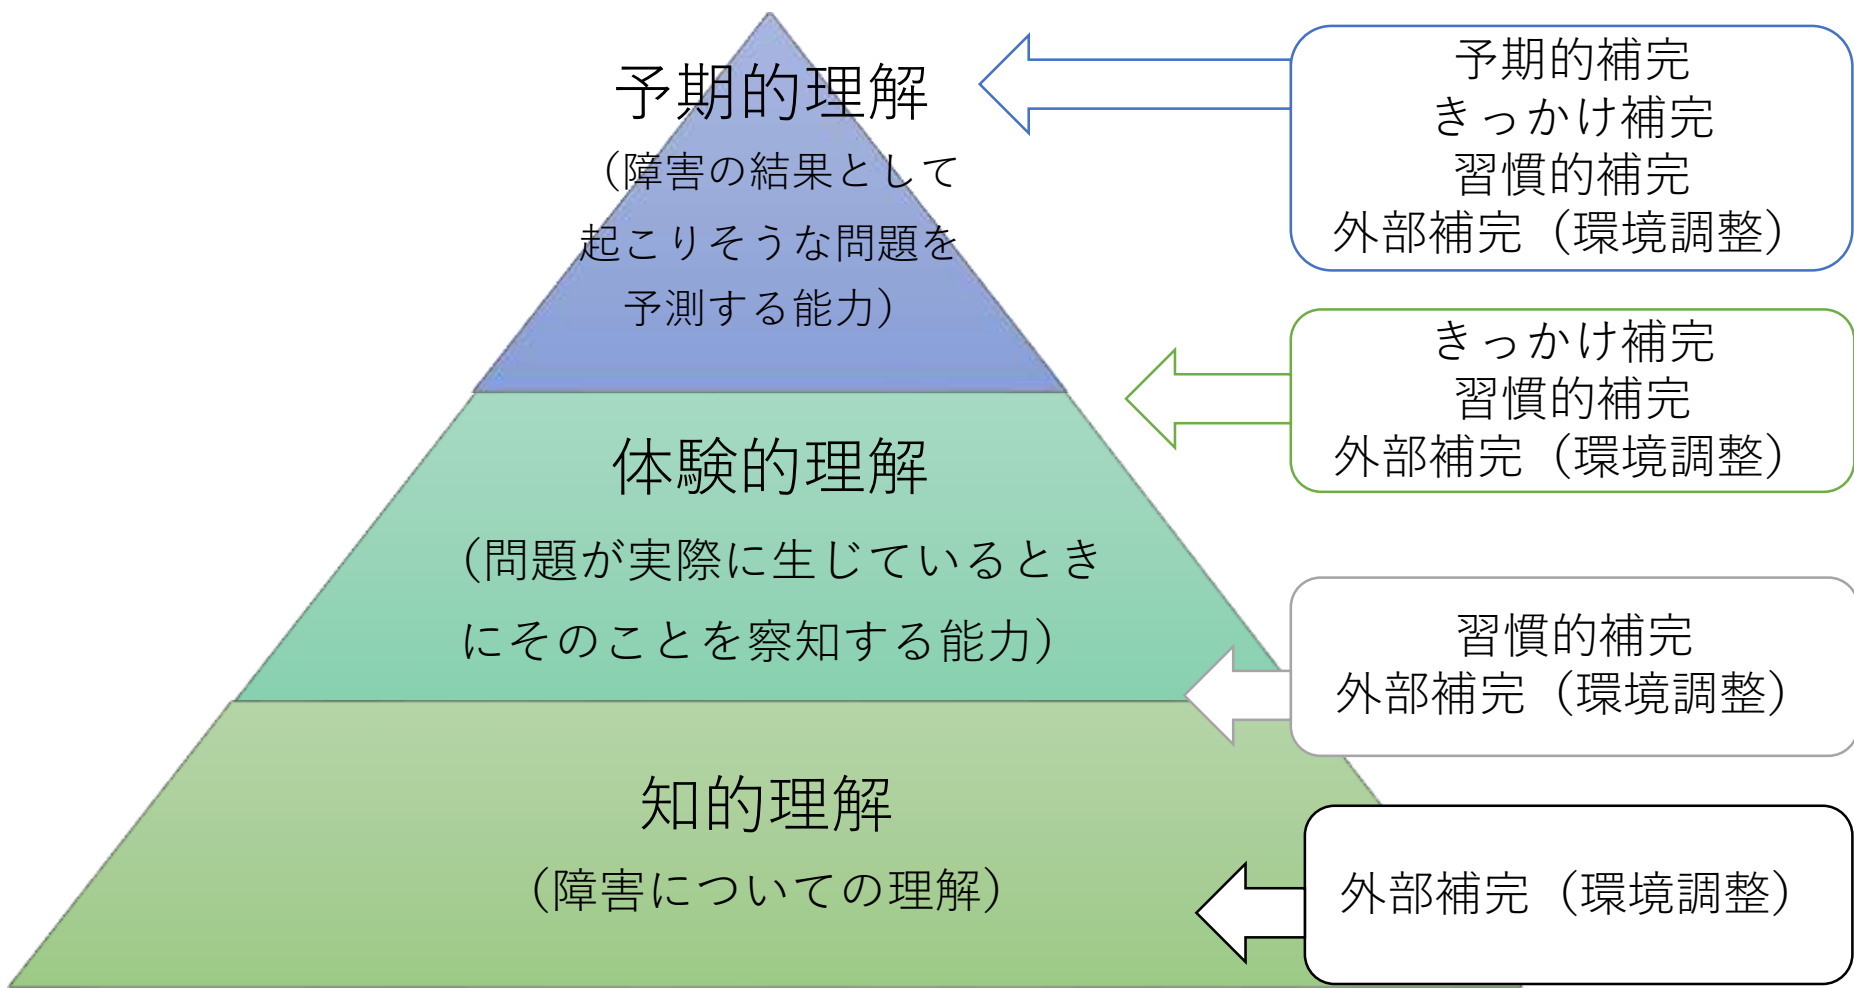 予期的理解
（障害の結果として
起こりそうな問題を
予測する能力）
体験的理解
（問題が実際に生じているとき
にそのことを察知する能力）
知的理解
（障害についての理解）
予期的補完
きっかけ補完
習慣的補完
外部補完（環境調整）
きっかけ補完
習慣的補完
外部補完（環境調整）
習慣的補完
外部補完（環境調整）
外部補完（環境調整）